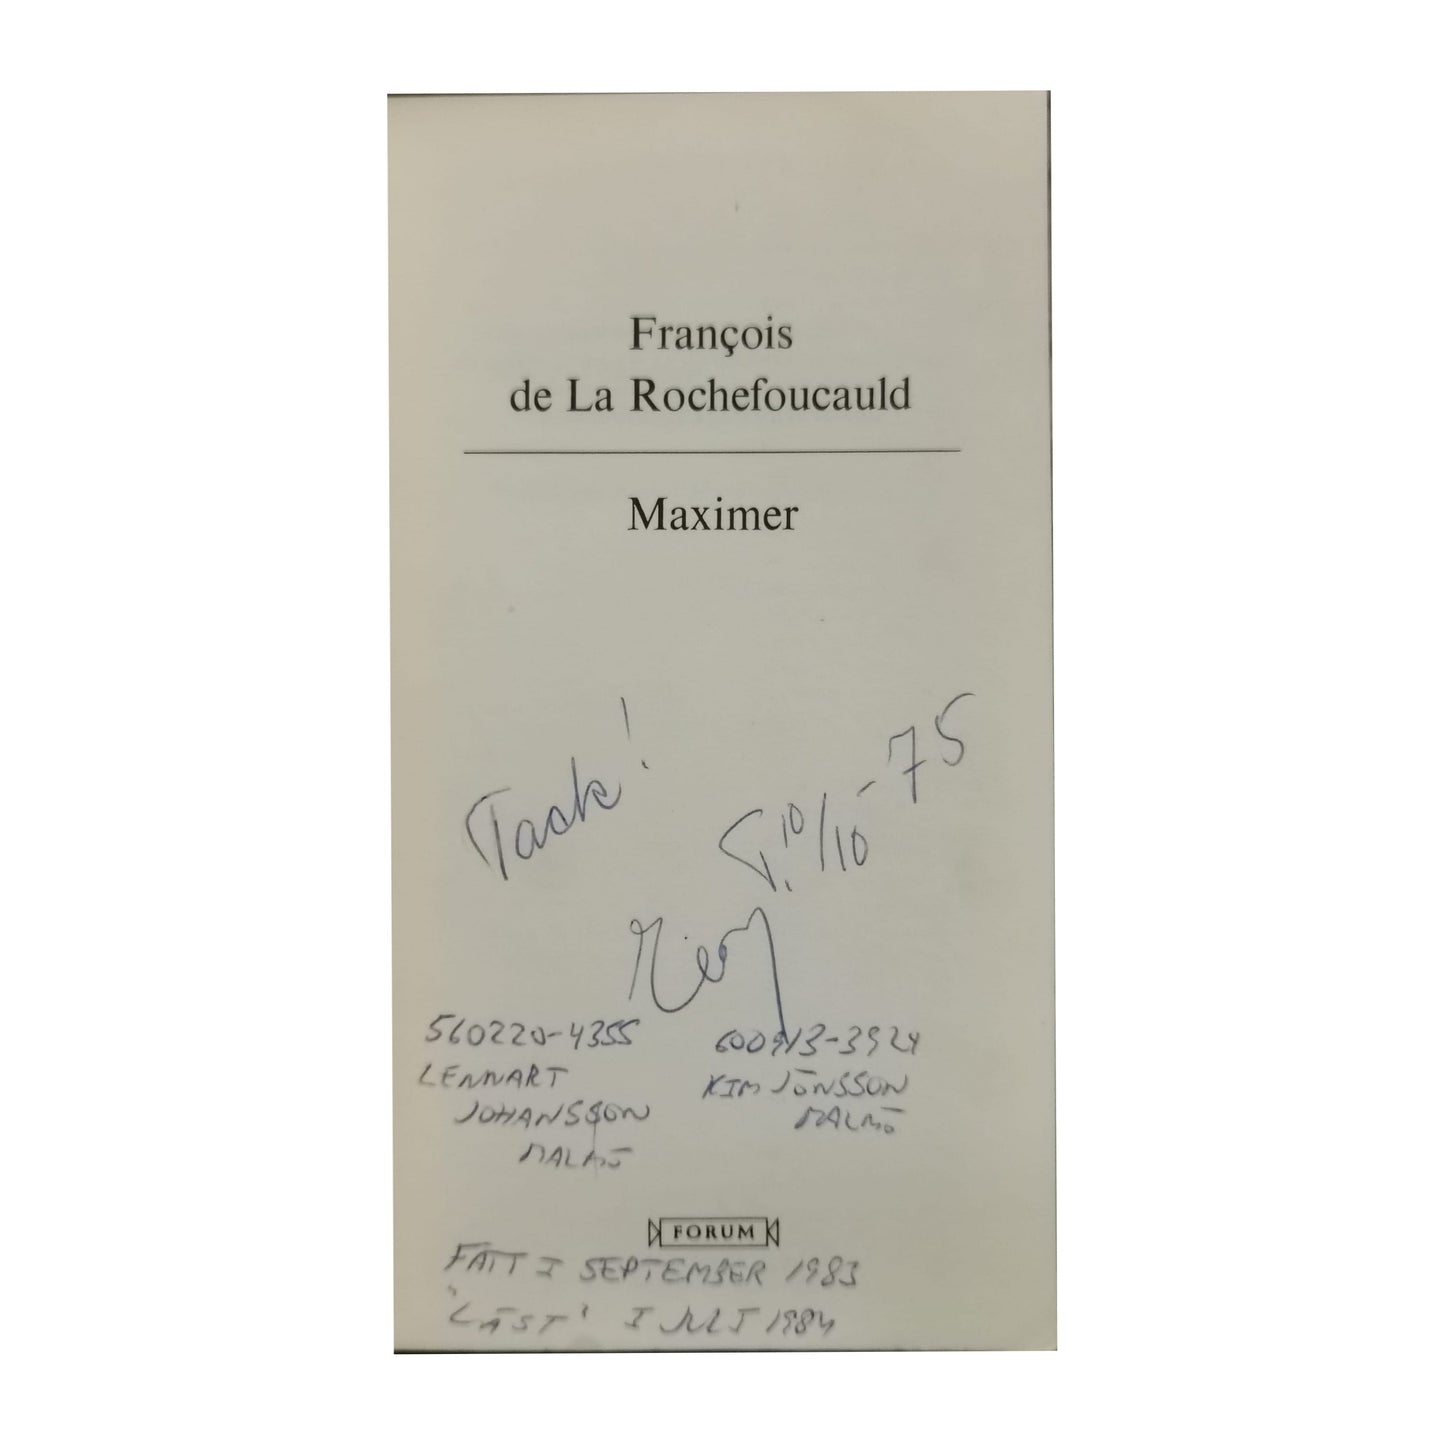 François
de La Rochefoucauld
Maximer
Tack!
T. 10/10 - 75
560220-4355
600913-3924
LENNART
KIM JÖNSSON
JOHANSSON
MALMÖ
MALMÖ
FORUM
FÅTT I SEPTEMBER 1983
"LÄST" I JULI 1984